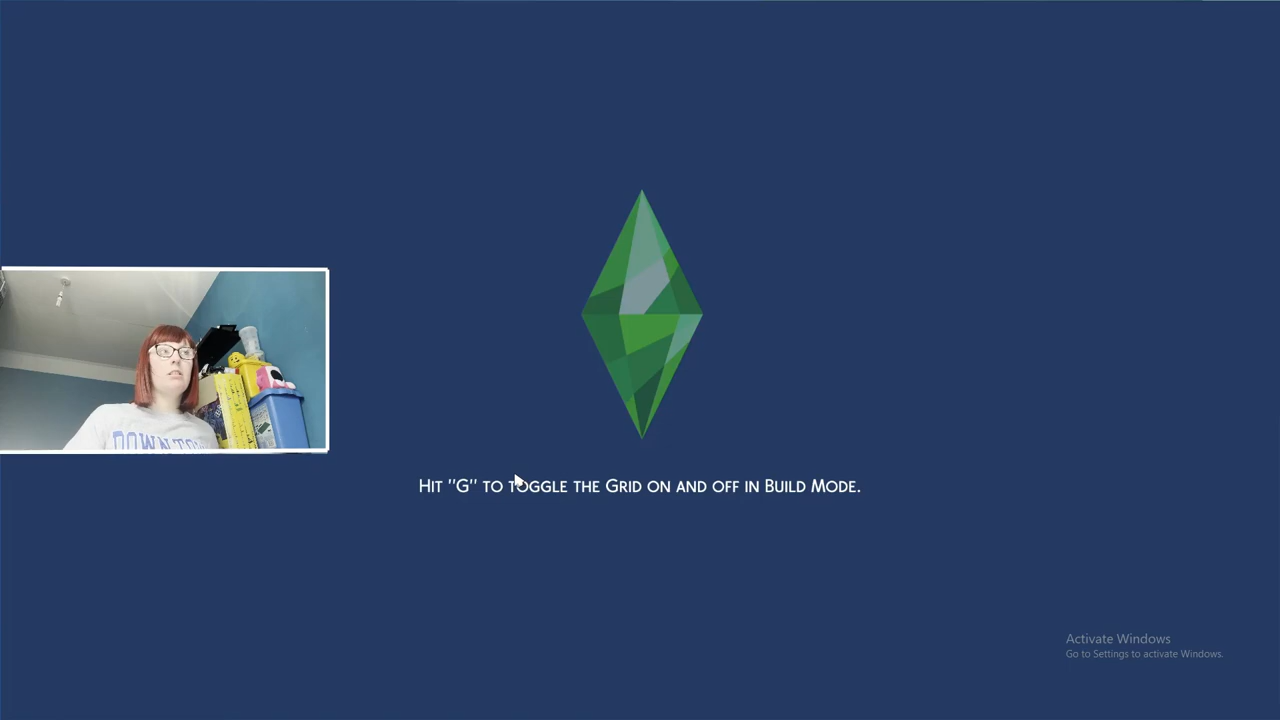 HIT "G" TO TOGGLE THE GRID ON AND OFF IN BUILD MODE.
DOWNTO
Activate Windows
Go to Settings to activate Windows.